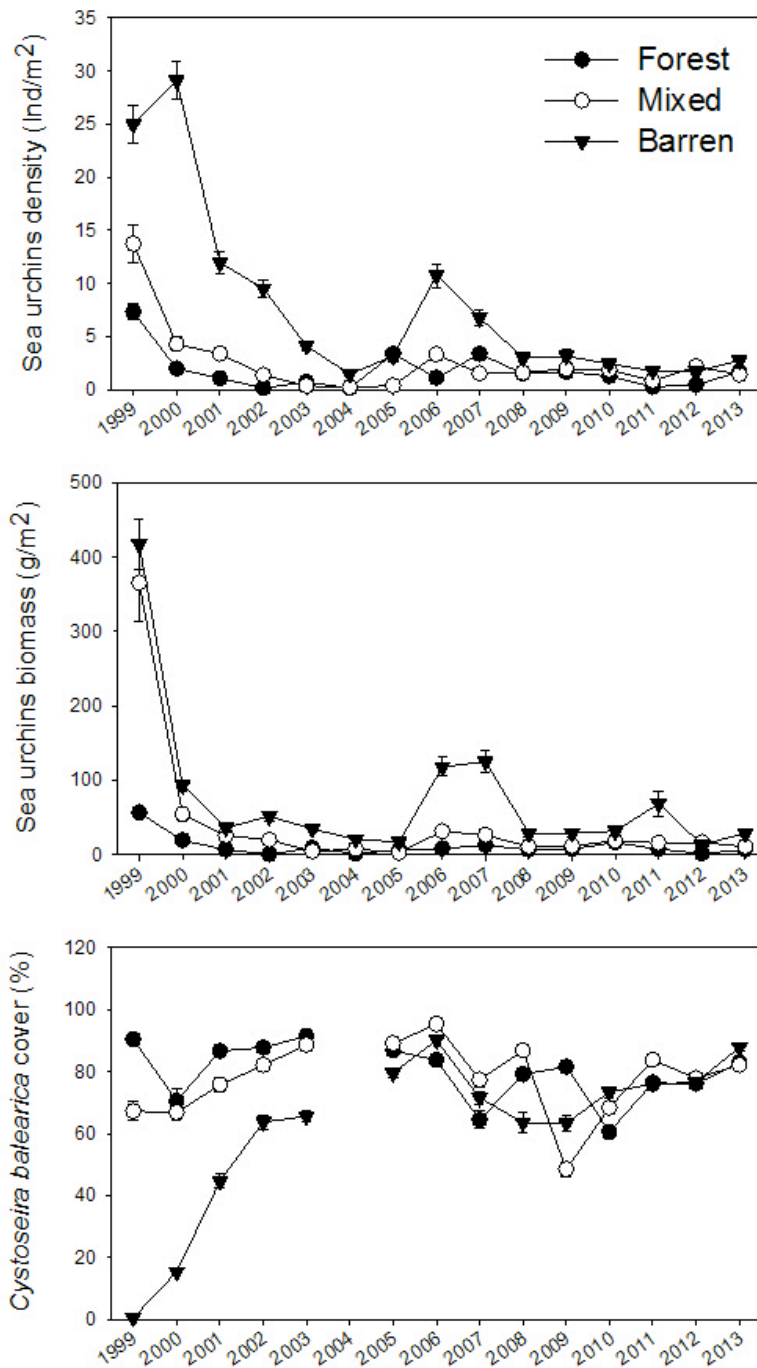 Sea urchins density (Ind/m2)
35
30
25
20
15
10
5
0
Forest
Mixed
Barren
1999 2000 2001 2002 2003 2004 2005 2006 2007 2008 2009 2010 2011 2012 2013
Sea urchins biomass (g/m2)
500
400
300
200
100
0
1999 2000 2001 2002 2003 2004 2005 2006 2007 2008 2009 2010 2011 2012 2013
Cystoseira balearica cover (%)
120
100
80
60
40
20
0
1999 2000 2001 2002 2003 2004 2005 2006 2007 2008 2009 2010 2011 2012 2013